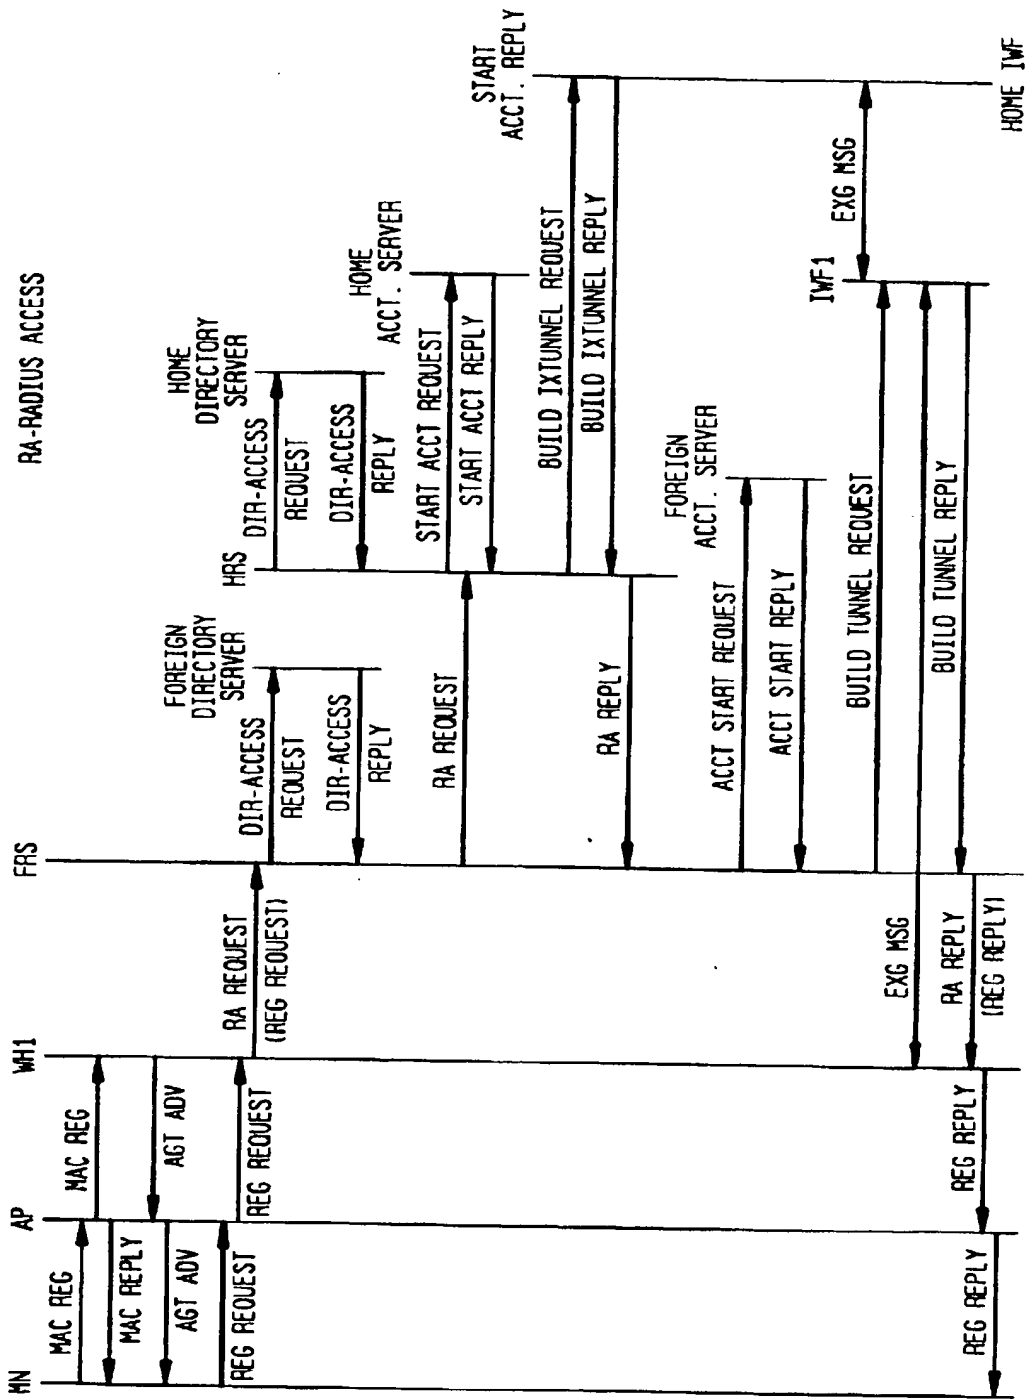 RA-RADIUS ACCESS
MN
AP
WH1
FRS
FOREIGN
DIRECTORY
SERVER
HRS
HOME
DIRECTORY
SERVER
HOME
ACCT. SERVER
START
ACCT. REPLY
MAC REG
MAC REG
MAC REPLY
AGT ADV
AGT ADV
REG REQUEST
REG REQUEST
RA REQUEST
(REG REQUEST)
DIR-ACCESS
REQUEST
DIR-ACCESS
REPLY
DIR-ACCESS
REQUEST
DIR-ACCESS
REPLY
RA REQUEST
START ACCT REQUEST
START ACCT REPLY
BUILD IXTUNNEL REQUEST
BUILD IXTUNNEL REPLY
RA REPLY
FOREIGN
ACCT. SERVER
ACCT START REQUEST
ACCT START REPLY
IWF1
BUILD TUNNEL REQUEST
EXG MSG
EXG MSG
BUILD TUNNEL REPLY
RA REPLY
(REG REPLY)
REG REPLY
REG REPLY
HOME IWF